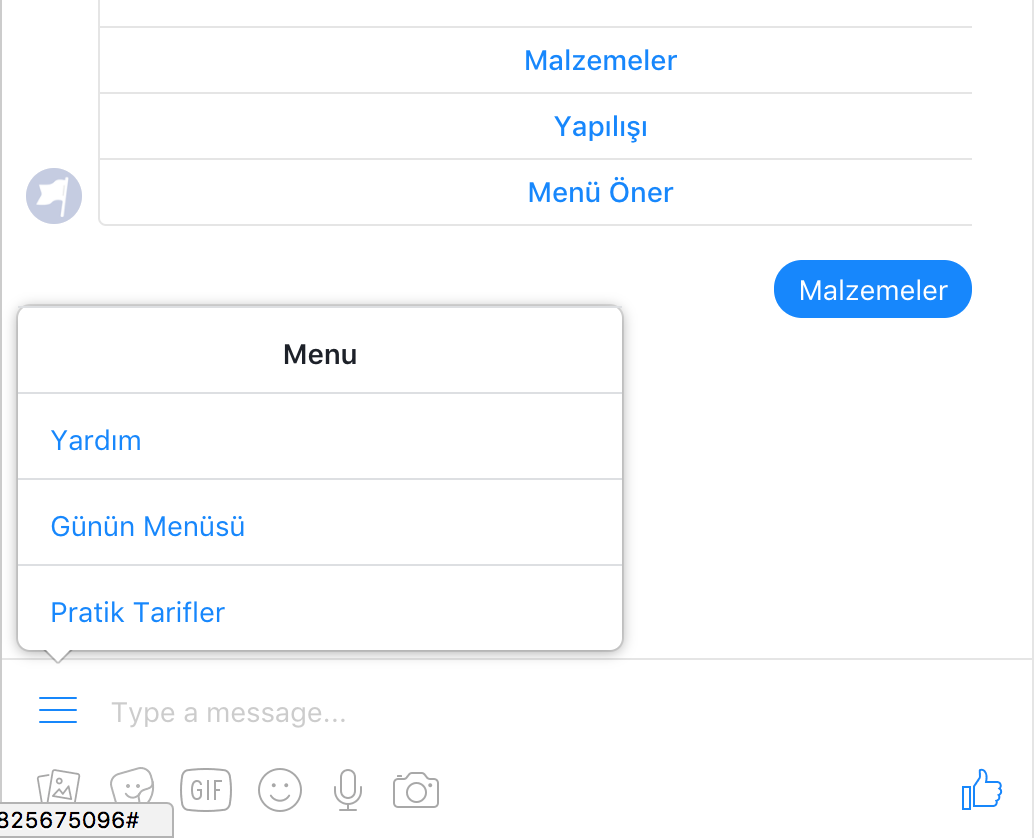 Malzemeler
Yapılışı
Menü Öner
Malzemeler
Menu
Yardım
Günün Menüsü
Pratik Tarifler
Type a message...
GIF
825675096#